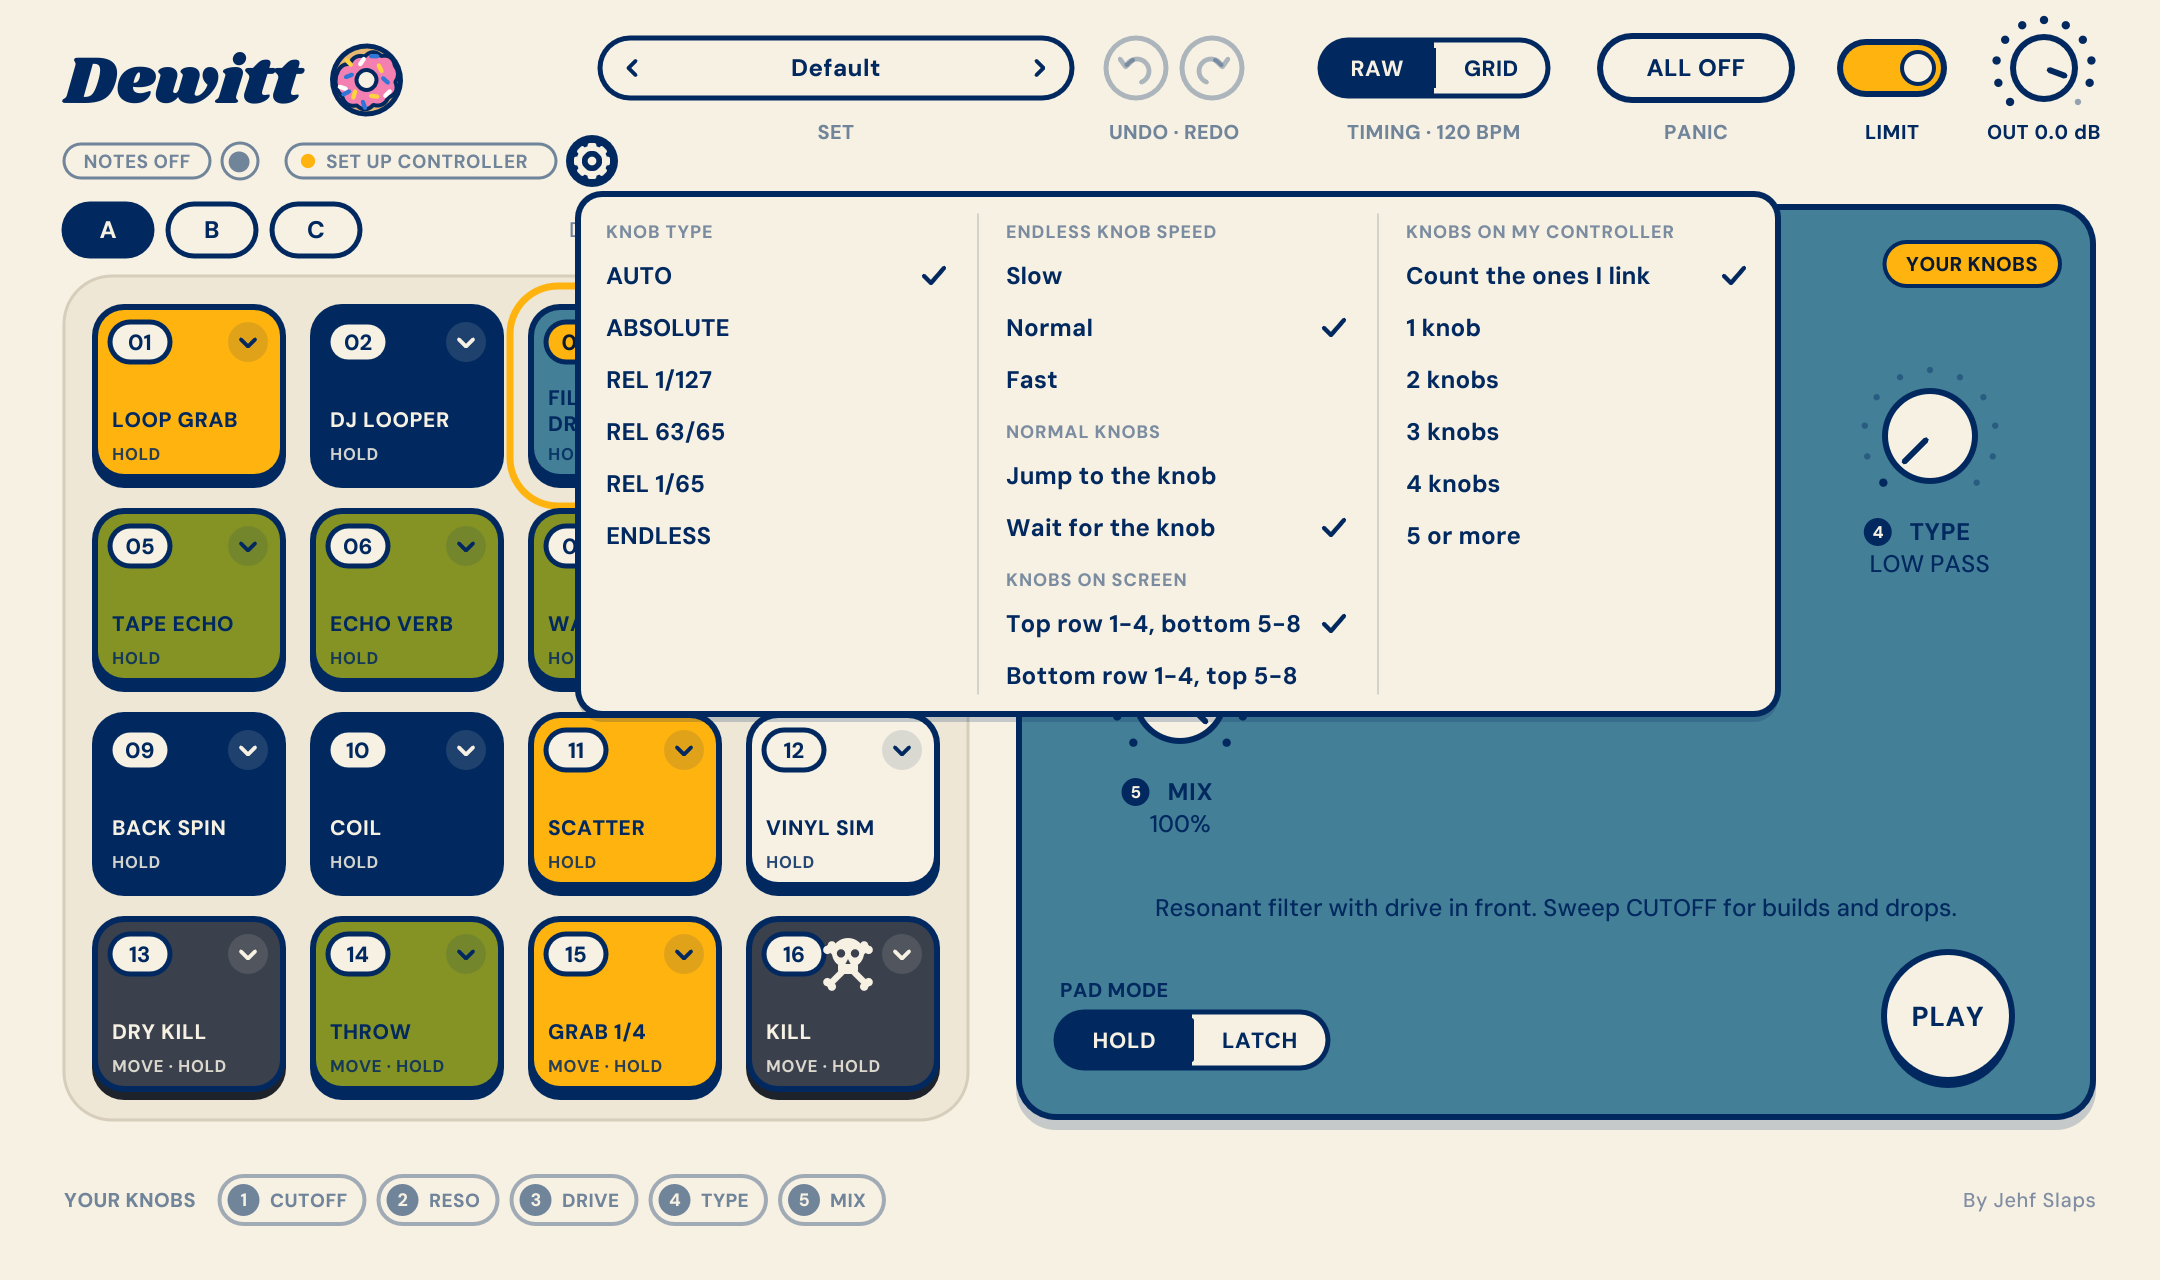 Dewitt
Default
RAW
GRID
ALL OFF
SET
UNDO · REDO
TIMING · 120 BPM
PANIC
LIMIT
OUT 0.0 dB
NOTES OFF
SET UP CONTROLLER
A
B
C
KNOB TYPE
AUTO
ABSOLUTE
REL 1/127
REL 63/65
REL 1/65
ENDLESS
ENDLESS KNOB SPEED
Slow
Normal
Fast
NORMAL KNOBS
Jump to the knob
Wait for the knob
KNOBS ON SCREEN
Top row 1-4, bottom 5-8
Bottom row 1-4, top 5-8
KNOBS ON MY CONTROLLER
Count the ones I link
1 knob
2 knobs
3 knobs
4 knobs
5 or more
YOUR KNOBS
01
LOOP GRAB
HOLD
02
DJ LOOPER
HOLD
05
TAPE ECHO
HOLD
06
ECHO VERB
HOLD
09
BACK SPIN
HOLD
10
COIL
HOLD
11
SCATTER
HOLD
12
VINYL SIM
HOLD
13
DRY KILL
MOVE · HOLD
14
THROW
MOVE · HOLD
15
GRAB 1/4
MOVE · HOLD
16
KILL
MOVE · HOLD
4 TYPE
LOW PASS
5 MIX
100%
Resonant filter with drive in front. Sweep CUTOFF for builds and drops.
PAD MODE
HOLD
LATCH
PLAY
YOUR KNOBS
1 CUTOFF
2 RESO
3 DRIVE
4 TYPE
5 MIX
By Jehf Slaps